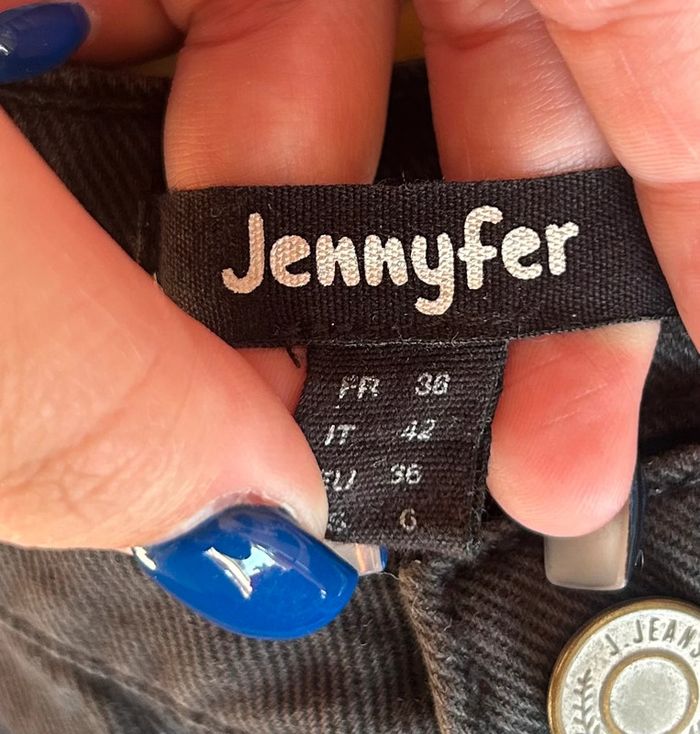 Jennyfer
FR 38
IT 42
EU 36
6
J.JEANS